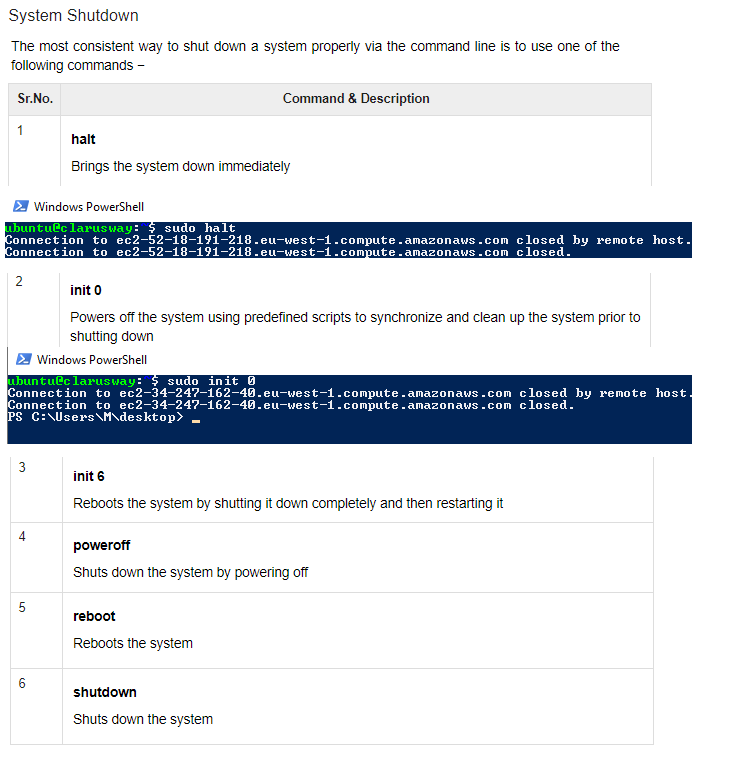 System Shutdown
The most consistent way to shut down a system properly via the command line is to use one of the
following commands –
Sr.No. Command & Description
1
halt
Brings the system down immediately
Windows PowerShell
ubuntu@clarusway: $ sudo halt
Connection to ec2-52-18-191-218.eu-west-1.compute.amazonaws.com closed by remote host.
Connection to ec2-52-18-191-218.eu-west-1.compute.amazonaws.com closed.
2
init 0
Powers off the system using predefined scripts to synchronize and clean up the system prior to
shutting down
Windows PowerShell
ubuntu@clarusway: $ sudo init 0
Connection to ec2-34-247-162-40.eu-west-1.compute.amazonaws.com closed by remote host.
Connection to ec2-34-247-162-40.eu-west-1.compute.amazonaws.com closed.
PS C:\Users\M\desktop> _
3
init 6
Reboots the system by shutting it down completely and then restarting it
4
poweroff
Shuts down the system by powering off
5
reboot
Reboots the system
6
shutdown
Shuts down the system